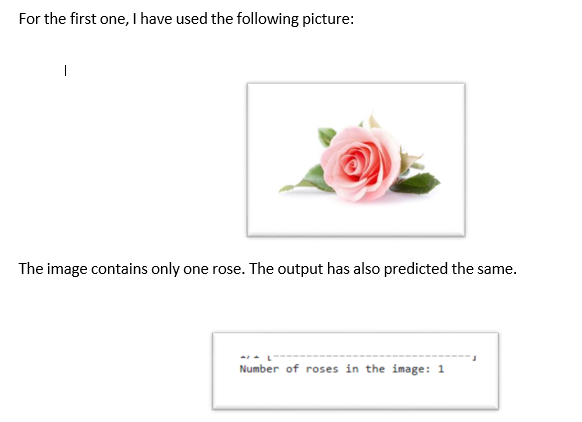 For the first one, I have used the following picture:
The image contains only one rose. The output has also predicted the same.
Number of roses in the image: 1